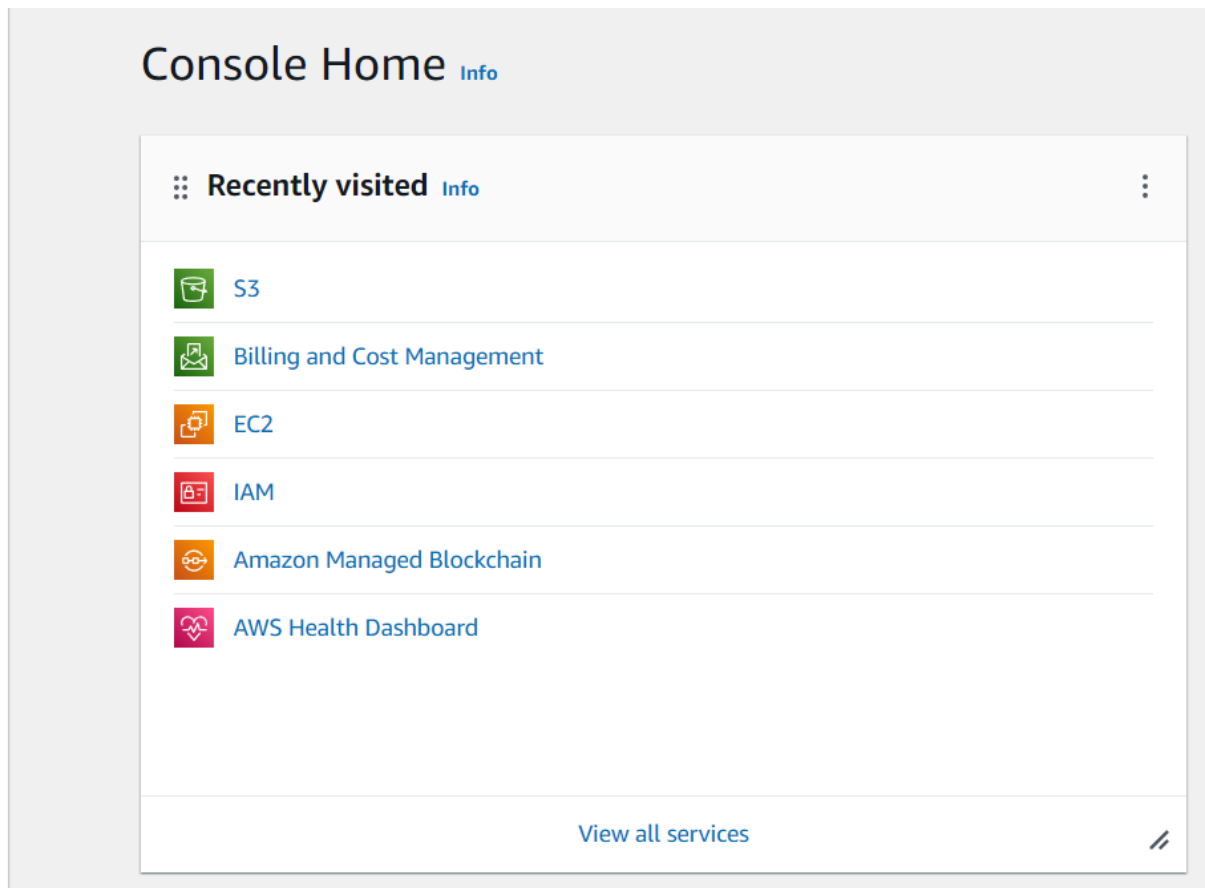 Console Home Info
Recently visited Info
S3
Billing and Cost Management
EC2
IAM
Amazon Managed Blockchain
AWS Health Dashboard
View all services